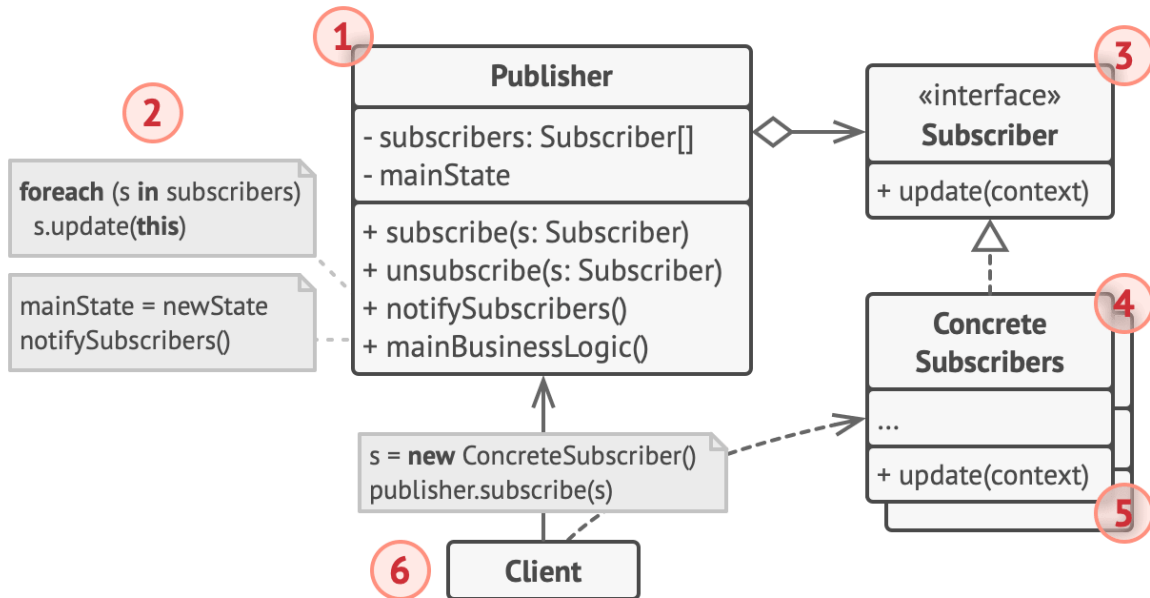 1
Publisher
- subscribers: Subscriber[]
- mainState
+ subscribe(s: Subscriber)
+ unsubscribe(s: Subscriber)
+ notifySubscribers()
+ mainBusinessLogic()
2
foreach (s in subscribers)
s.update(this)
mainState = newState
notifySubscribers()
3
«interface»
Subscriber
+ update(context)
4
Concrete
Subscribers
...
+ update(context)
5
s = new ConcreteSubscriber()
publisher.subscribe(s)
6
Client